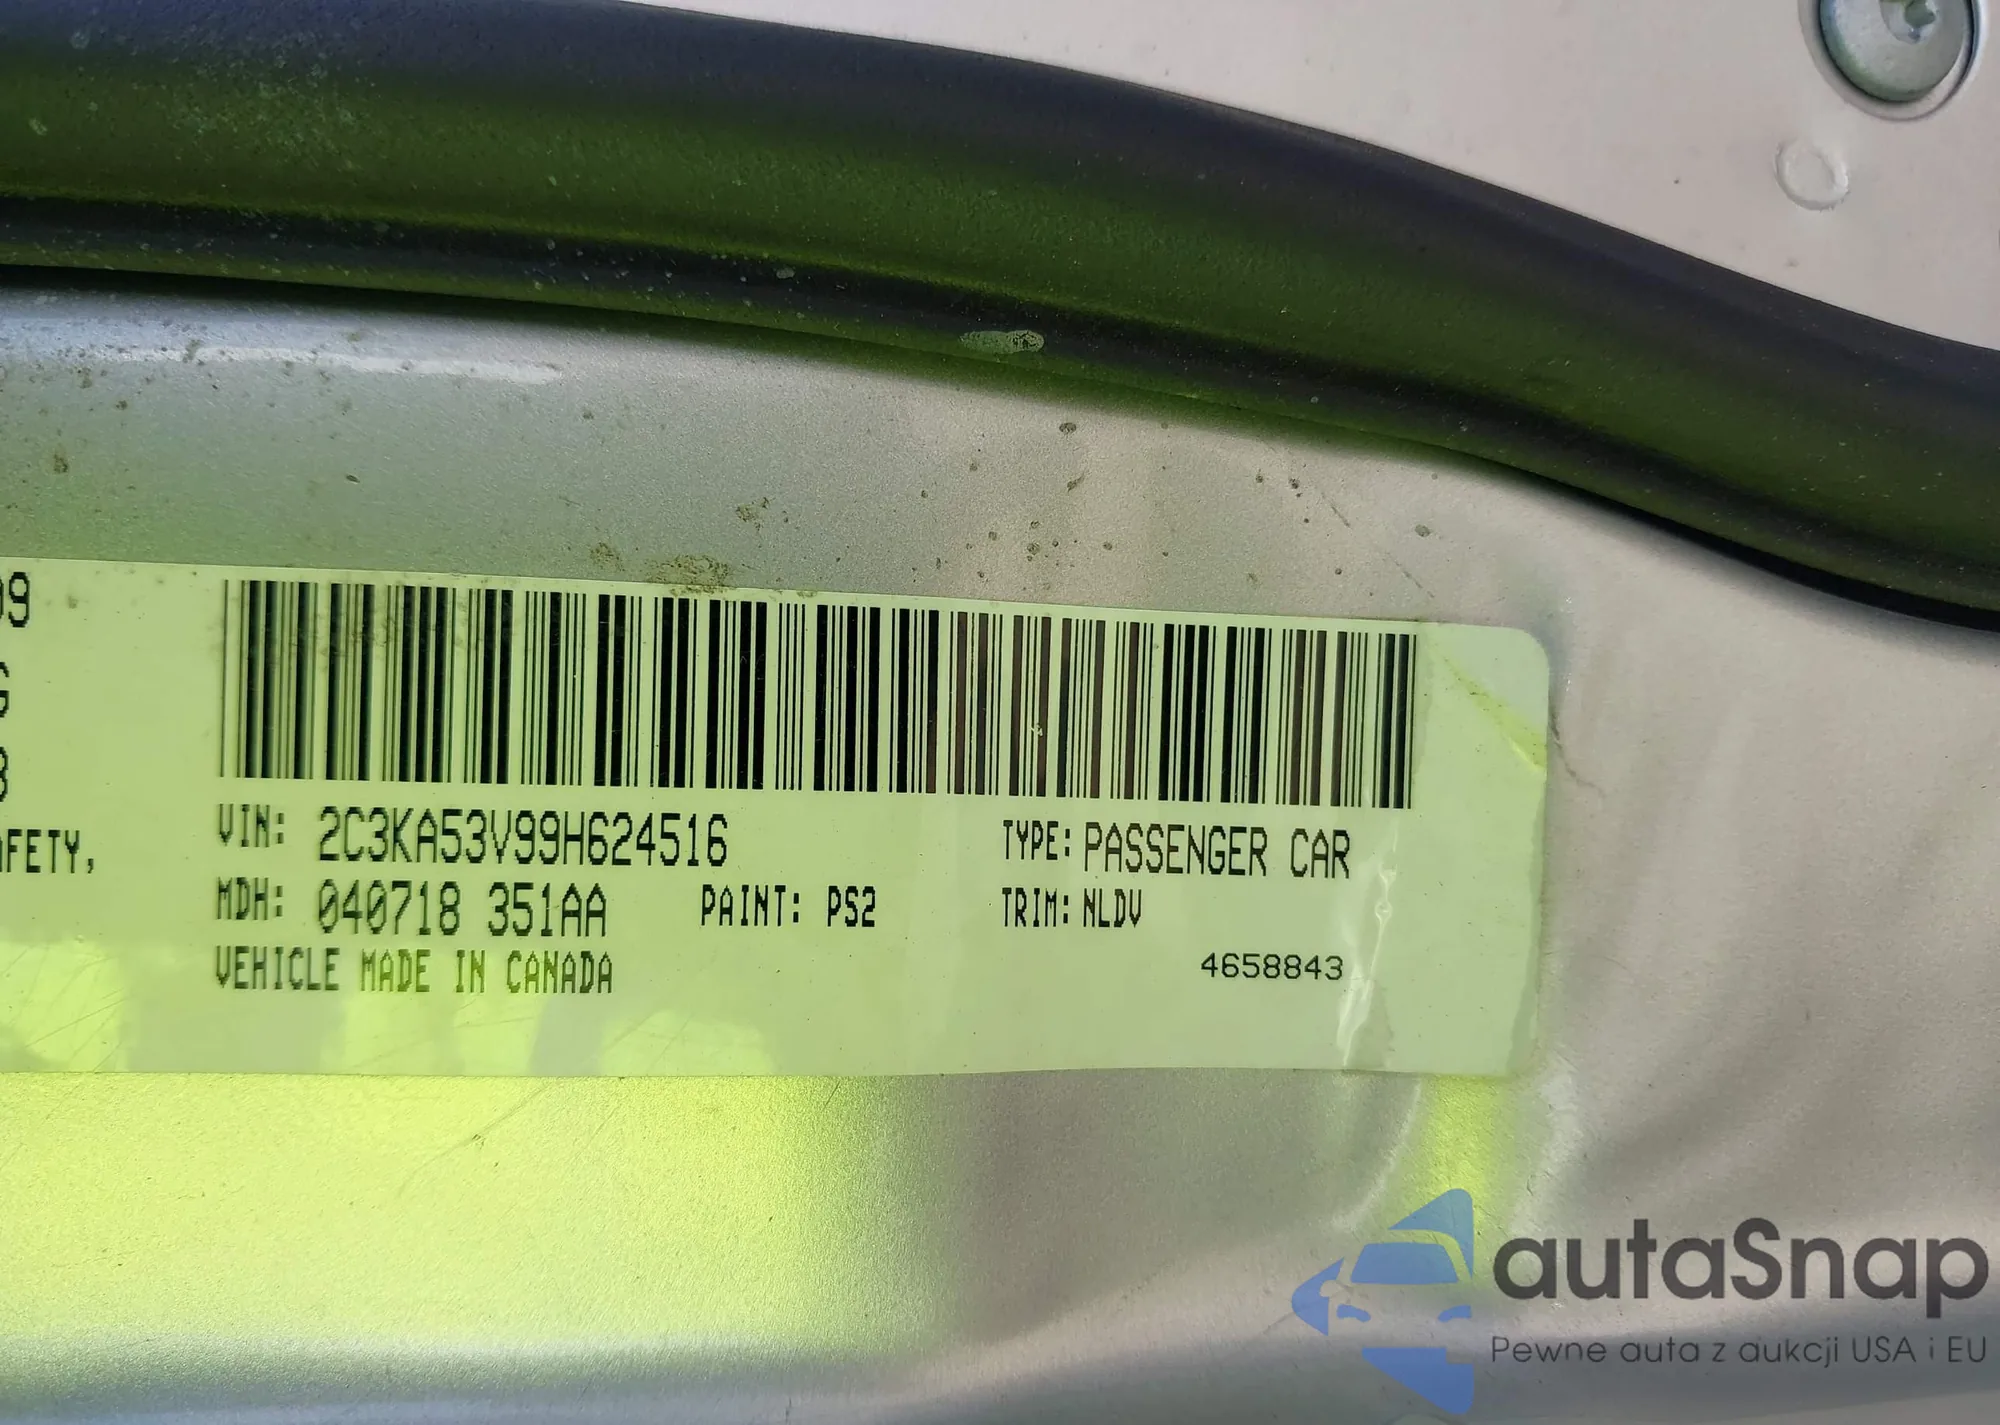 09
G
8
AFETY,
VIN: 2C3KA53V99H624516
TYPE: PASSENGER CAR
MDH: 040718 351AA
PAINT: PS2
TRIM: NLDV
VEHICLE MADE IN CANADA
4658843
autaSnap
Pewne auta z aukcji USA i EU